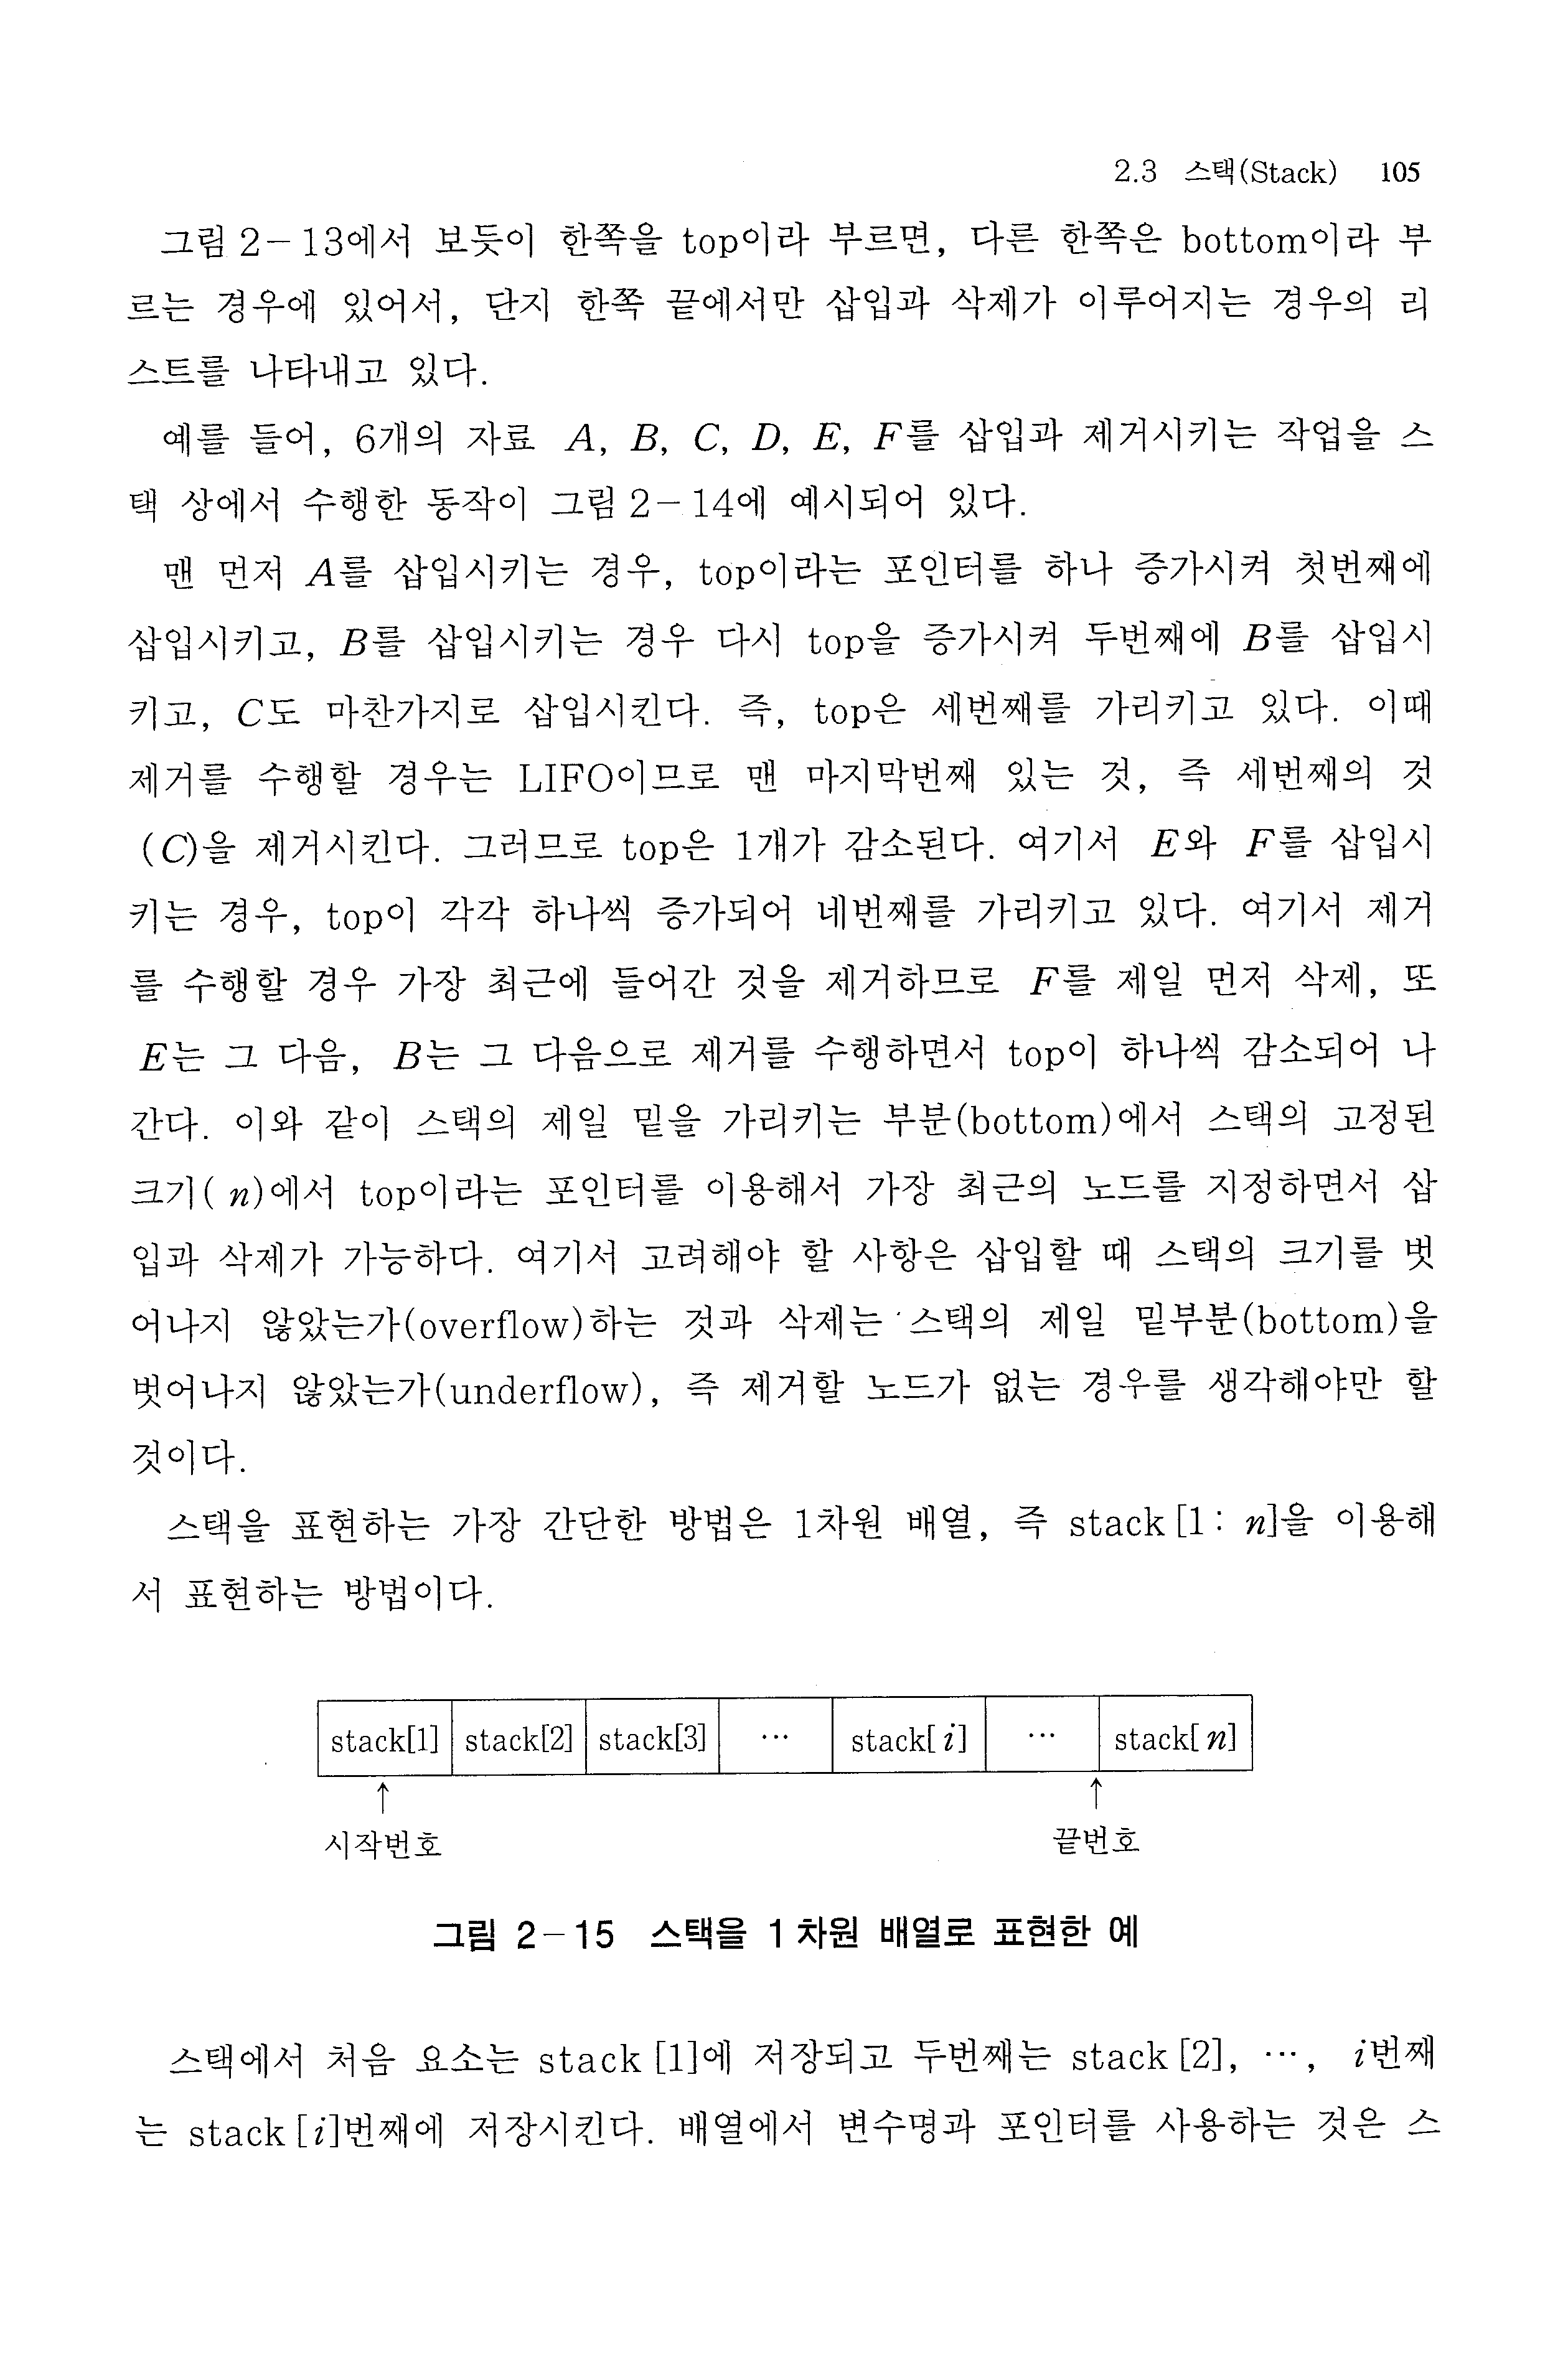 2.3 스택(Stack) 105
그림 2-13에서 보듯이 한쪽을 top이라 부르면, 다른 한쪽은 bottom이라 부
르는 경우에 있어서, 단지 한쪽 끝에서만 삽입과 삭제가 이루어지는 경우의 리
스트를 나타내고 있다.
예를 들어, 6개의 자료 A, B, C, D, E, F를 삽입과 제거시키는 작업을 스
택 상에서 수행한 동작이 그림 2-14에 예시되어 있다.
맨 먼저 A를 삽입시키는 경우, top이라는 포인터를 하나 증가시켜 첫번째에
삽입시키고, B를 삽입시키는 경우 다시 top을 증가시켜 두번째에 B를 삽입시
키고, C도 마찬가지로 삽입시킨다. 즉, top은 세번째를 가리키고 있다. 이때
제거를 수행할 경우는 LIFO이므로 맨 마지막번째 있는 것, 즉 세번째의 것
(C)을 제거시킨다. 그러므로 top은 1개가 감소된다. 여기서 E와 F를 삽입시
키는 경우, top이 각각 하나씩 증가되어 네번째를 가리키고 있다. 여기서 제거
를 수행할 경우 가장 최근에 들어간 것을 제거하므로 F를 제일 먼저 삭제, 또
E는 그 다음, B는 그 다음으로 제거를 수행하면서 top이 하나씩 감소되어 나
간다. 이와 같이 스택의 제일 밑을 가리키는 부분(bottom)에서 스택의 고정된
크기(n)에서 top이라는 포인터를 이용해서 가장 최근의 노드를 지정하면서 삽
입과 삭제가 가능하다. 여기서 고려해야 할 사항은 삽입할 때 스택의 크기를 벗
어나지 않았는가(overflow)하는 것과 삭제는 스택의 제일 밑부분(bottom)을
벗어나지 않았는가(underflow), 즉 제거할 노드가 없는 경우를 생각해야만 할
것이다.
스택을 표현하는 가장 간단한 방법은 1차원 배열, 즉 stack[1: n]을 이용해
서 표현하는 방법이다.
stack[1] stack[2] stack[3] … stack[i] … stack[n]
↑ ↑
시작번호 끝번호
그림 2-15 스택을 1차원 배열로 표현한 예
스택에서 처음 요소는 stack[1]에 저장되고 두번째는 stack[2], …, i번째
는 stack[i]번째에 저장시킨다. 배열에서 변수명과 포인터를 사용하는 것은 스